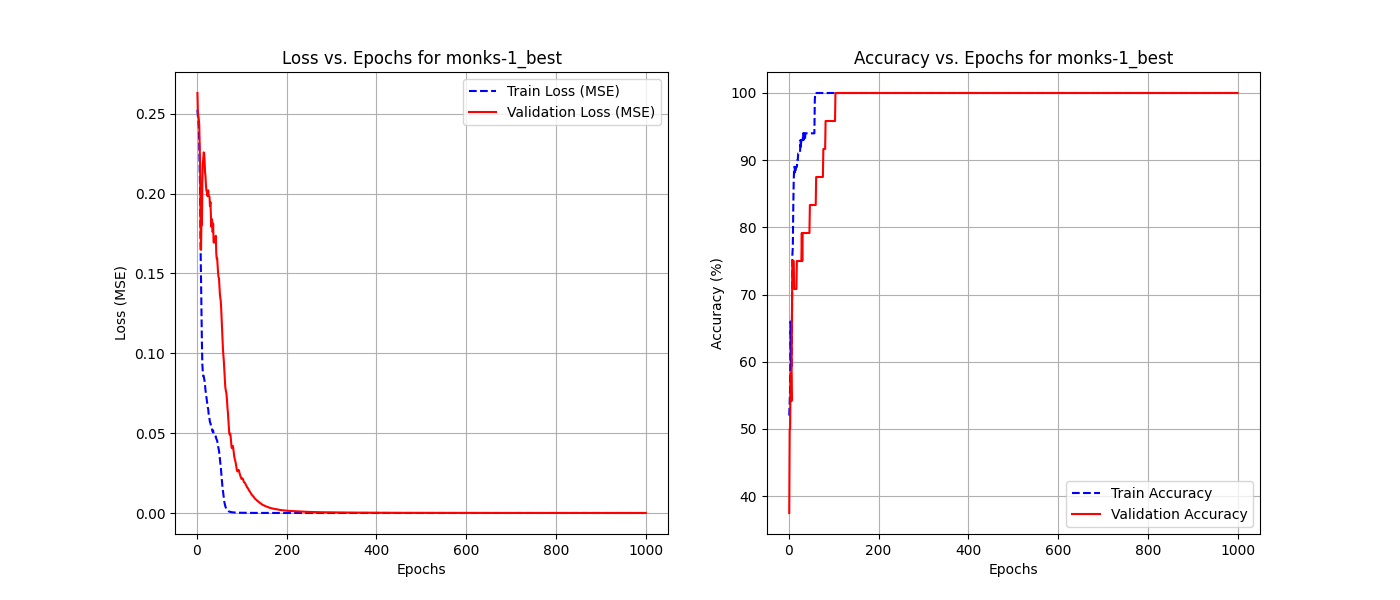 Loss vs. Epochs for monks-1_best
Train Loss (MSE)
Validation Loss (MSE)
0.25
0.20
0.15
0.10
0.05
0.00
Loss (MSE)
0
200
400
600
800
1000
Epochs
Accuracy vs. Epochs for monks-1_best
100
90
80
70
60
50
40
Accuracy (%)
Train Accuracy
Validation Accuracy
0
200
400
600
800
1000
Epochs